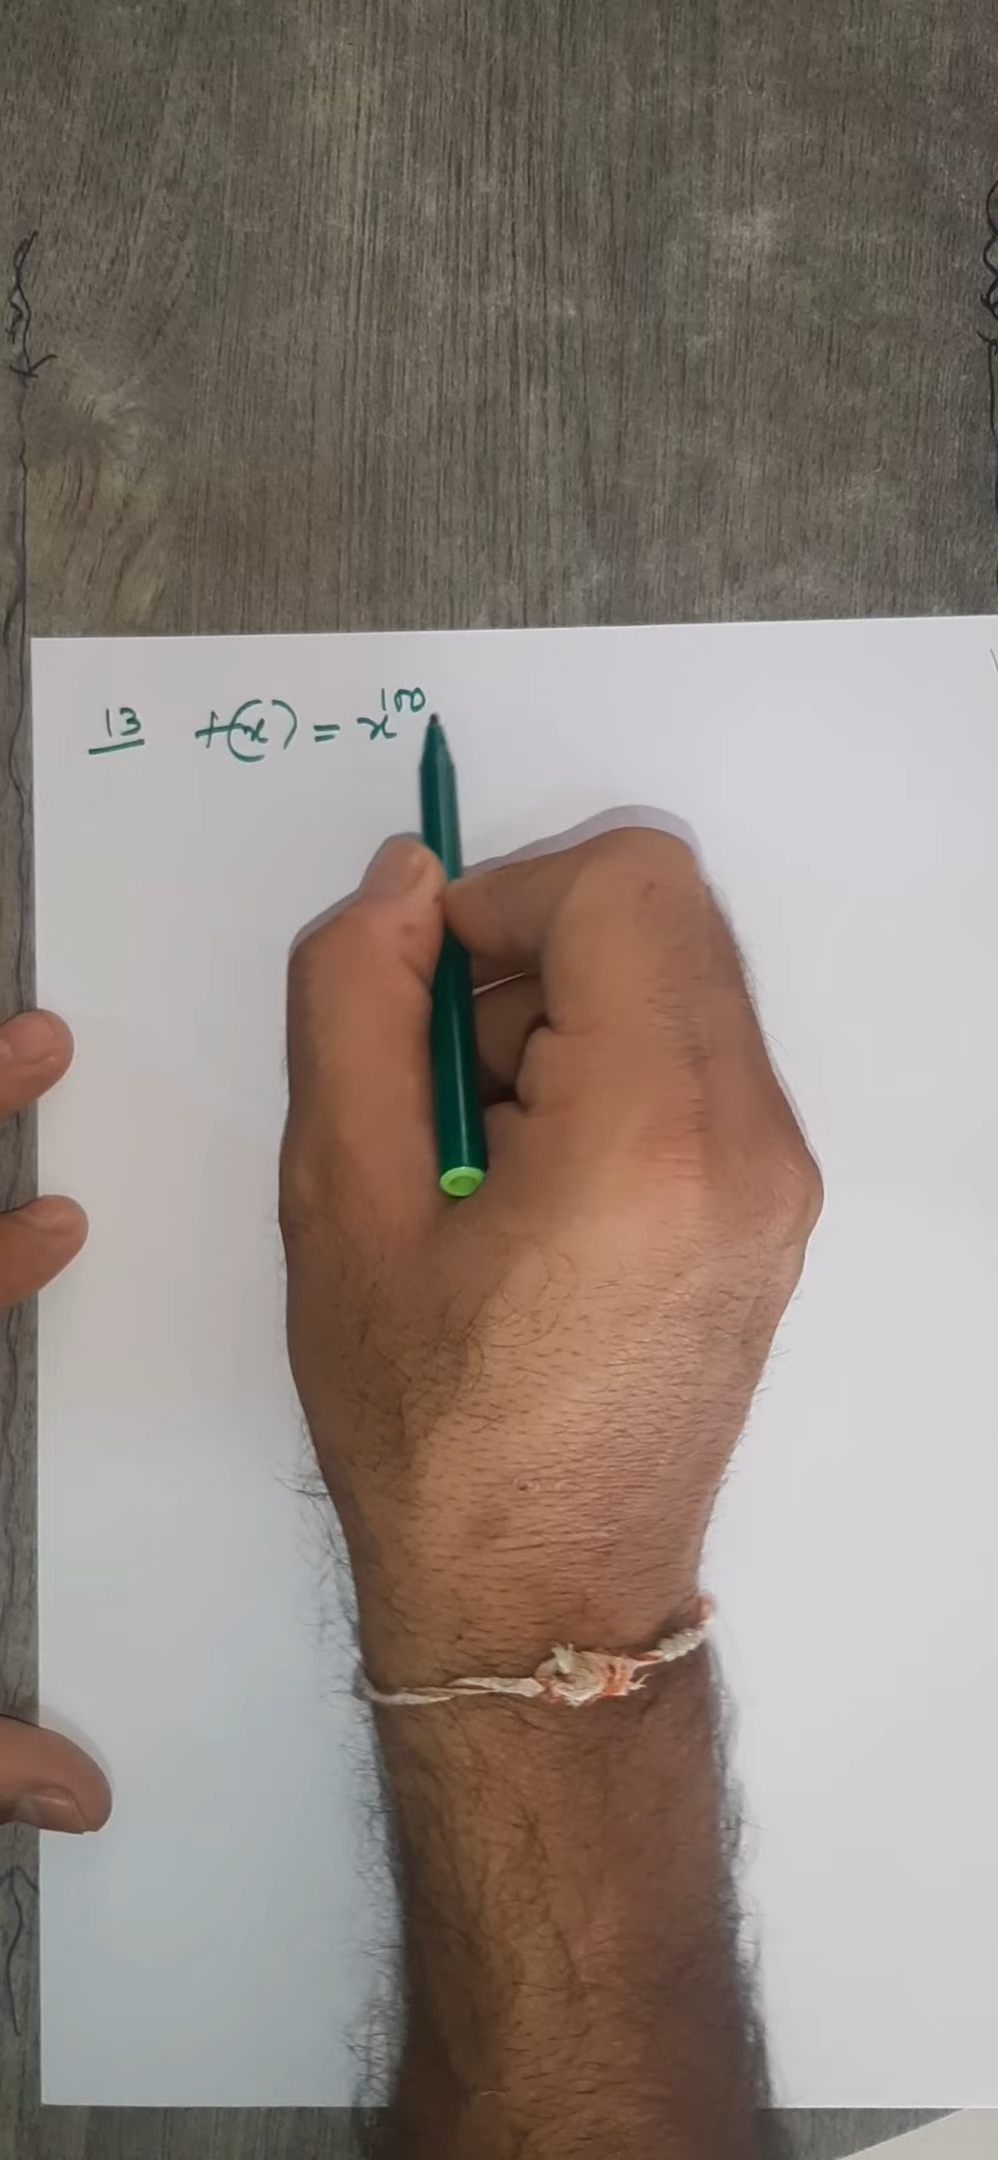 13 f(x) = x^100